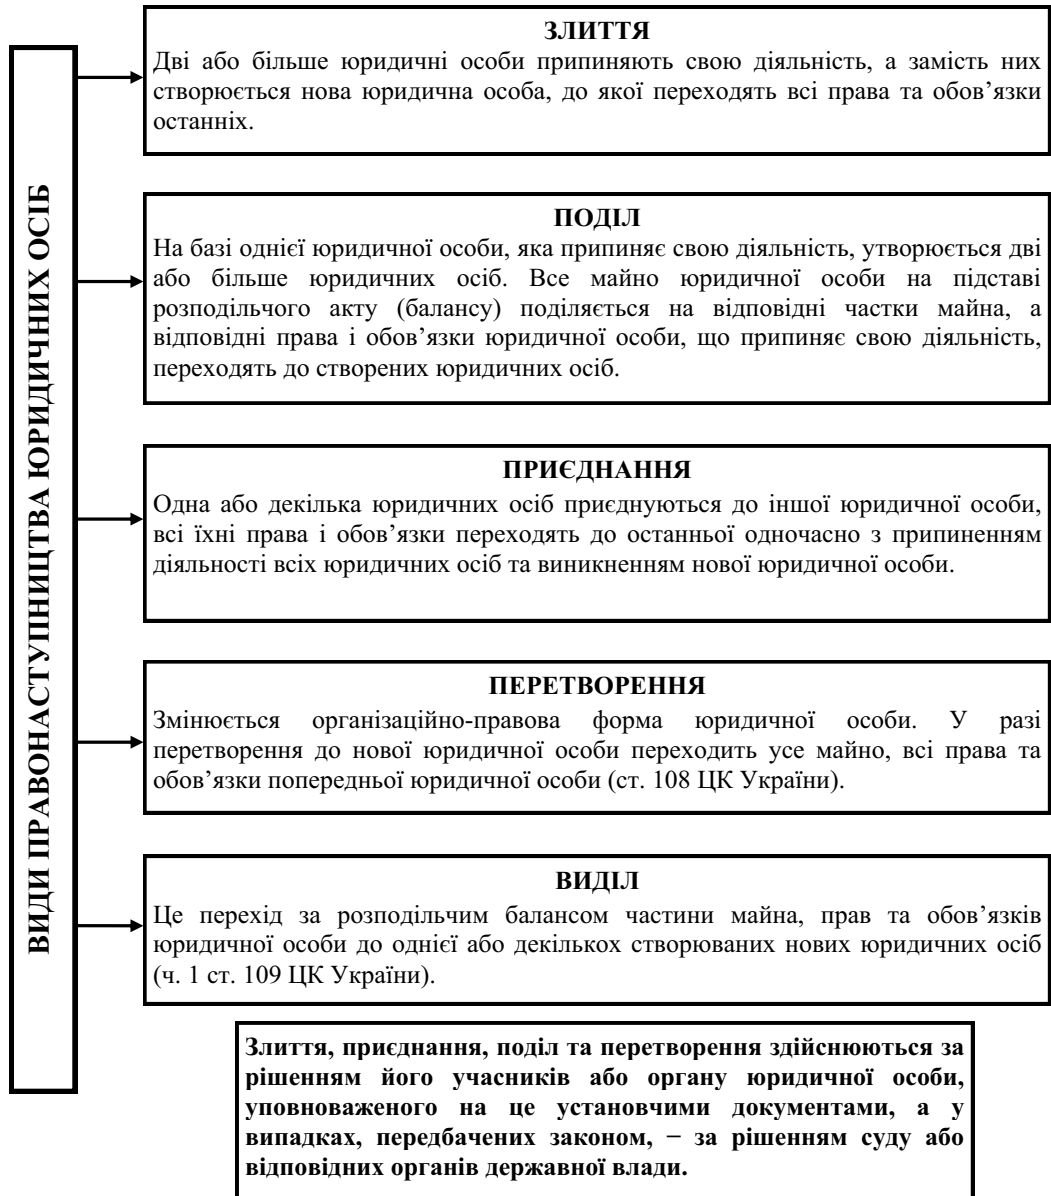 ВИДИ ПРАВОНАСТУПНИЦТВА ЮРИДИЧНИХ ОСІБ
ЗЛИТТЯ
Дві або більше юридичні особи припиняють свою діяльність, а замість них
створюється нова юридична особа, до якої переходять всі права та обов’язки
останніх.
ПОДІЛ
На базі однієї юридичної особи, яка припиняє свою діяльність, утворюється дві
або більше юридичних осіб. Все майно юридичної особи на підставі
розподільчого акту (балансу) поділяється на відповідні частки майна, а
відповідні права і обов’язки юридичної особи, що припиняє свою діяльність,
переходять до створених юридичних осіб.
ПРИЄДНАННЯ
Одна або декілька юридичних осіб приєднуються до іншої юридичної особи,
всі їхні права і обов’язки переходять до останньої одночасно з припиненням
діяльності всіх юридичних осіб та виникненням нової юридичної особи.
ПЕРЕТВОРЕННЯ
Змінюється організаційно-правова форма юридичної особи. У разі
перетворення до нової юридичної особи переходить усе майно, всі права та
обов’язки попередньої юридичної особи (ст. 108 ЦК України).
ВИДІЛ
Це перехід за розподільчим балансом частини майна, прав та обов’язків
юридичної особи до однієї або декількох створюваних нових юридичних осіб
(ч. 1 ст. 109 ЦК України).
Злиття, приєднання, поділ та перетворення здійснюються за
рішенням його учасників або органу юридичної особи,
уповноваженого на це установчими документами, а у
випадках, передбачених законом, − за рішенням суду або
відповідних органів державної влади.